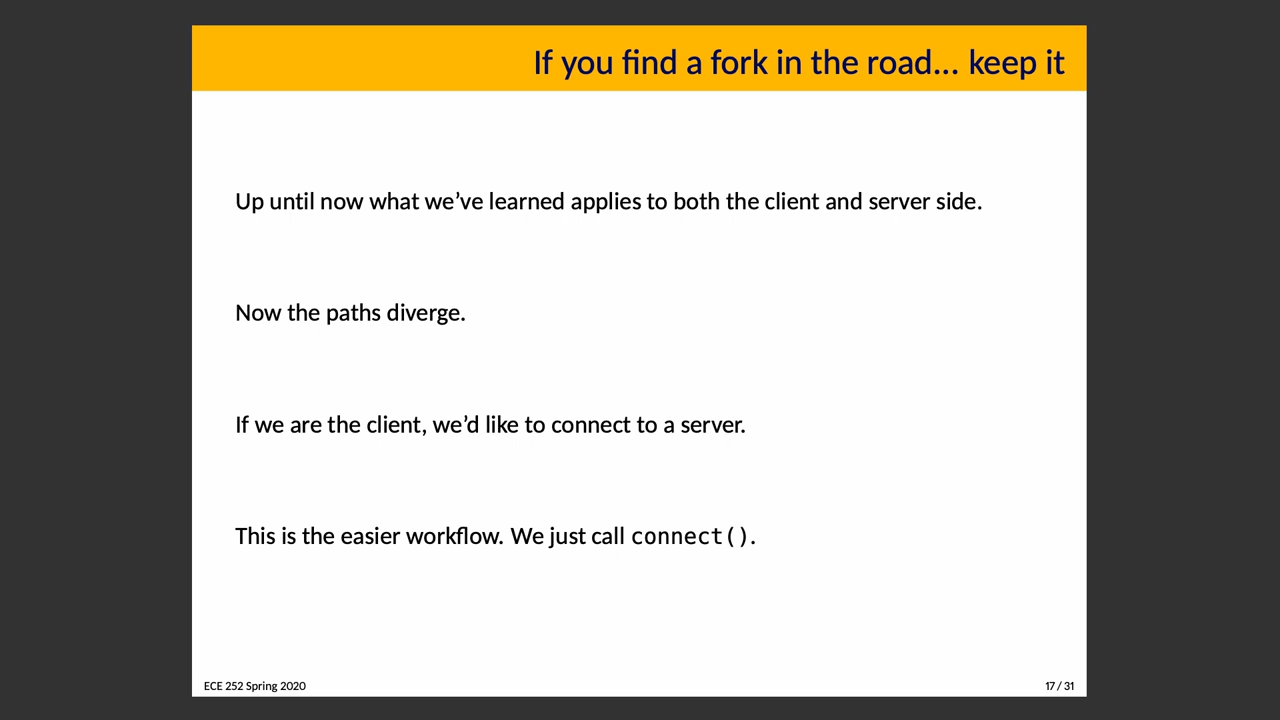 If you find a fork in the road... keep it
Up until now what we’ve learned applies to both the client and server side.
Now the paths diverge.
If we are the client, we’d like to connect to a server.
This is the easier workflow. We just call connect().
ECE 252 Spring 2020
17 / 31